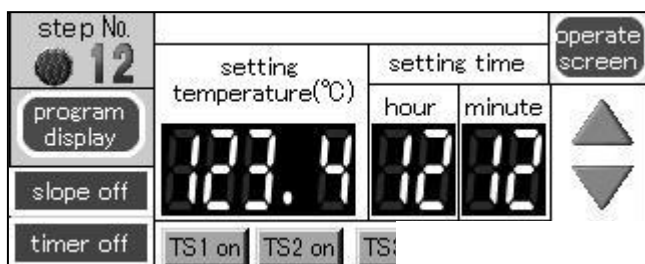 step No.
12
program
display
slope off
timer off
setting
temperature(℃)
123.4
setting time
hour
minute
12
12
operate
screen
TS1 on
TS2 on